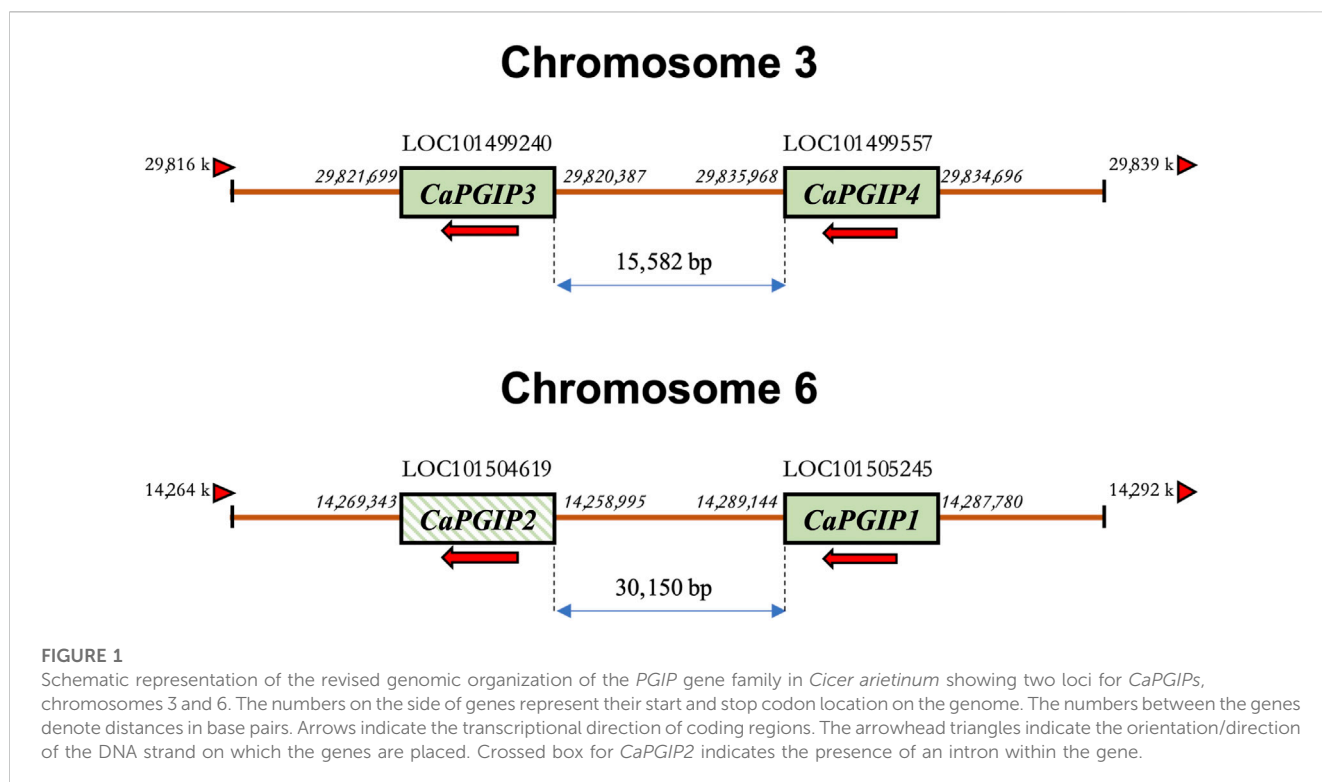 Chromosome 3
LOC101499240 LOC101499557
29,816 k 29,821,699 CaPGIP3 29,820,387 29,835,968 CaPGIP4 29,834,696 29,839 k
15,582 bp
Chromosome 6
LOC101504619 LOC101505245
14,264 k 14,269,343 CaPGIP2 14,258,995 14,289,144 CaPGIP1 14,287,780 14,292 k
30,150 bp
FIGURE 1
Schematic representation of the revised genomic organization of the PGIP gene family in Cicer arietinum showing two loci for CaPGIPs,
chromosomes 3 and 6. The numbers on the side of genes represent their start and stop codon location on the genome. The numbers between the genes
denote distances in base pairs. Arrows indicate the transcriptional direction of coding regions. The arrowhead triangles indicate the orientation/direction
of the DNA strand on which the genes are placed. Crossed box for CaPGIP2 indicates the presence of an intron within the gene.